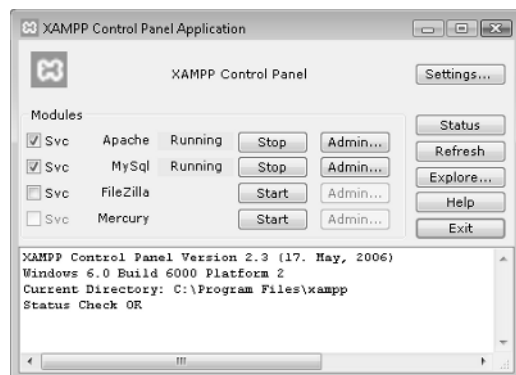 XAMPP Control Panel Application
XAMPP Control Panel
Settings...
Modules
Svc Apache Running Stop Admin...
Svc MySql Running Stop Admin...
Svc FileZilla Start Admin...
Svc Mercury Start Admin...
Status
Refresh
Explore...
Help
Exit
XAMPP Control Panel Version 2.3 (17. May, 2006)
Windows 6.0 Build 6000 Platform 2
Current Directory: C:\Program Files\xampp
Status Check OK